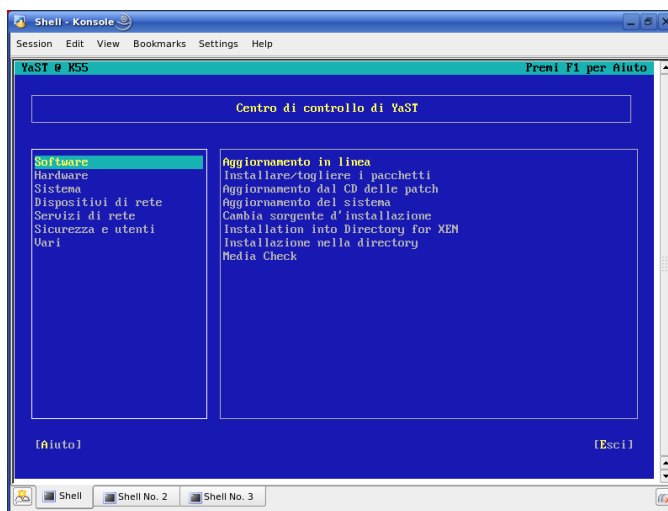 Shell - Konsole
Session Edit View Bookmarks Settings Help
YaST @ K55 Premi F1 per Aiuto
Centro di controllo di YaST
Software
Hardware
Sistema
Dispositivi di rete
Servizi di rete
Sicurezza e utenti
Vari
Aggiornamento in linea
Installare/togliere i pacchetti
Aggiornamento dal CD delle patch
Aggiornamento del sistema
Cambia sorgente d'installazione
Installation into Directory for XEN
Installazione nella directory
Media Check
[Aiuto] [Esci]
Shell Shell No. 2 Shell No. 3